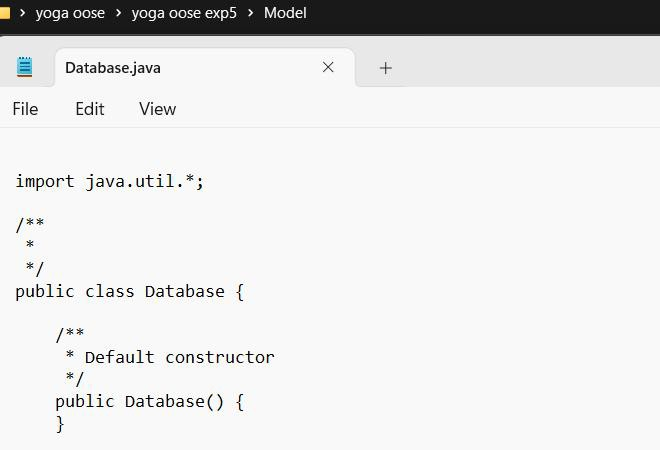 yoga oose > yoga oose exp5 > Model
Database.java
File Edit View
import java.util.*;
/**
 *
 */
public class Database {
    /**
     * Default constructor
     */
    public Database() {
    }